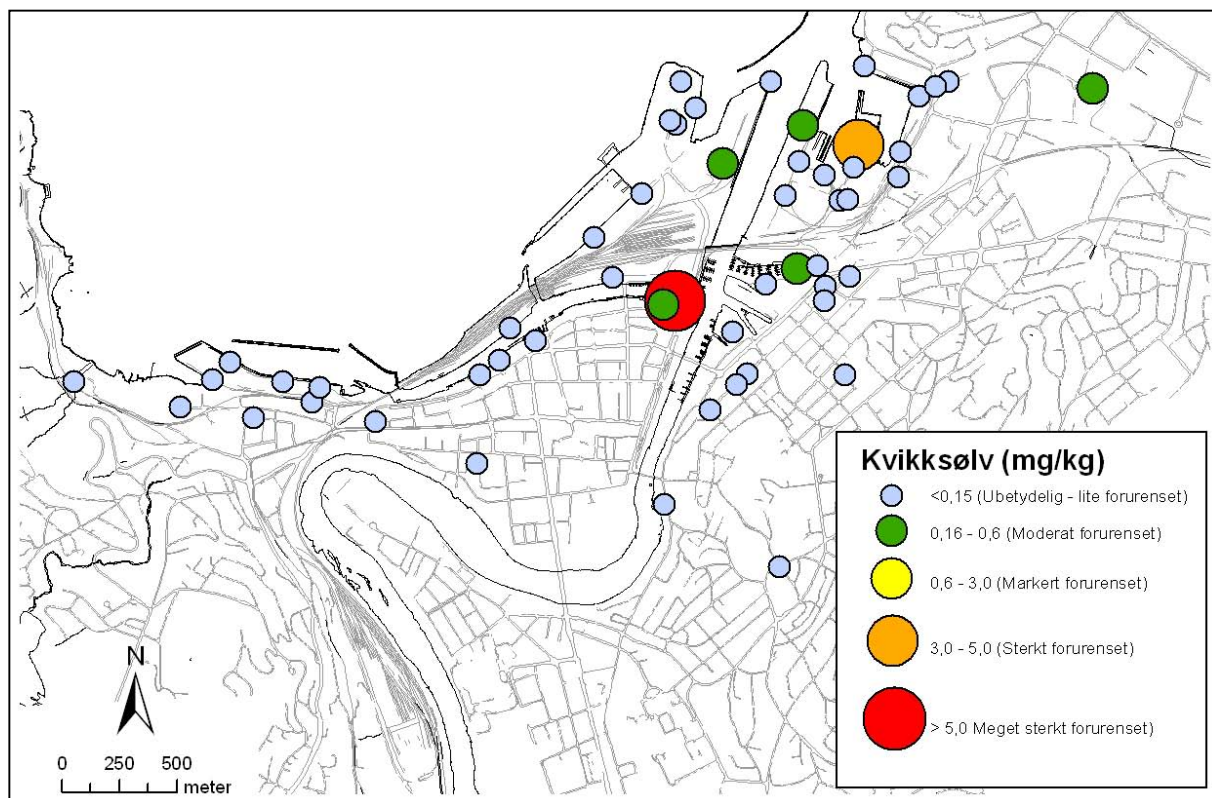 Kvikksølv (mg/kg)
<0,15 (Ubetydelig - lite forurenset)
0,16 - 0,6 (Moderat forurenset)
0,6 - 3,0 (Markert forurenset)
3,0 - 5,0 (Sterkt forurenset)
> 5,0 Meget sterkt forurenset)
N
0 250 500
meter